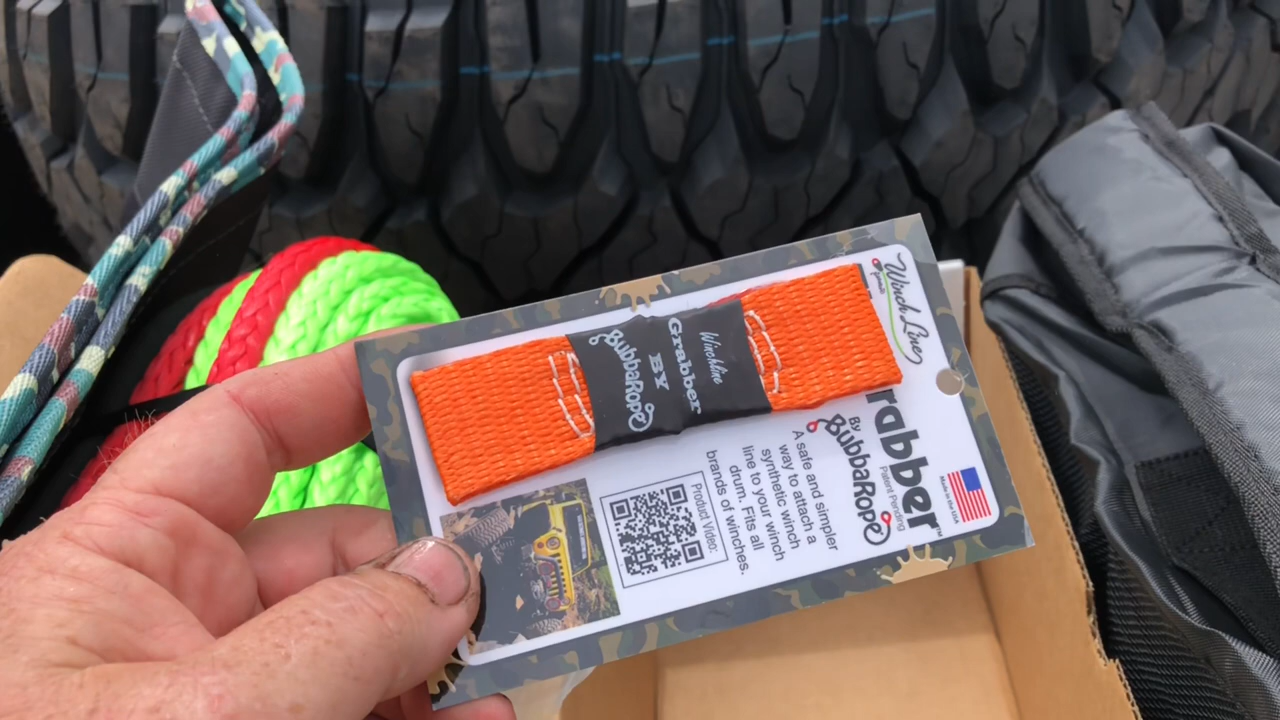 Winch Line
rabber™
Patent Pending
By
BubbaRope
Made in the USA
A safe and simpler
way to attach a
synthetic winch
line to your winch
drum. Fits all
brands of winches.
Product Video:
Winchline
Grabber
BY
BubbaRope